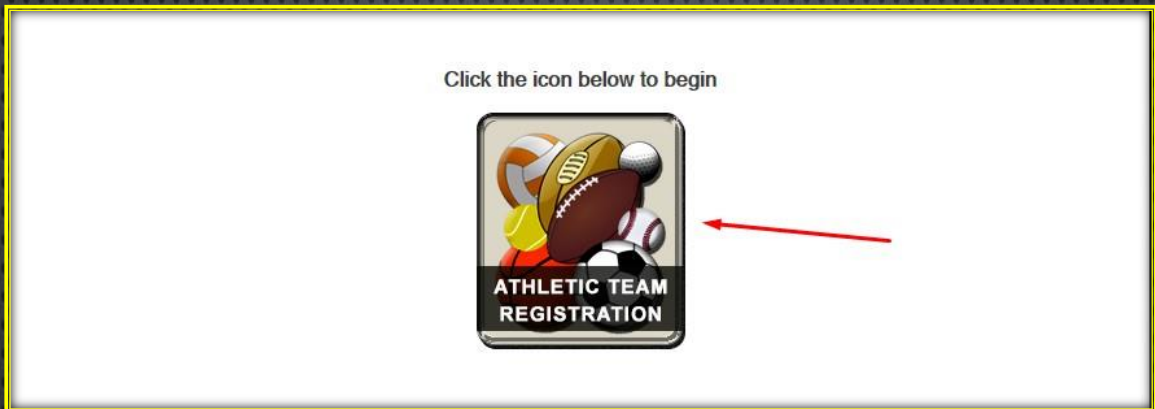 Click the icon below to begin
ATHLETIC TEAM
REGISTRATION